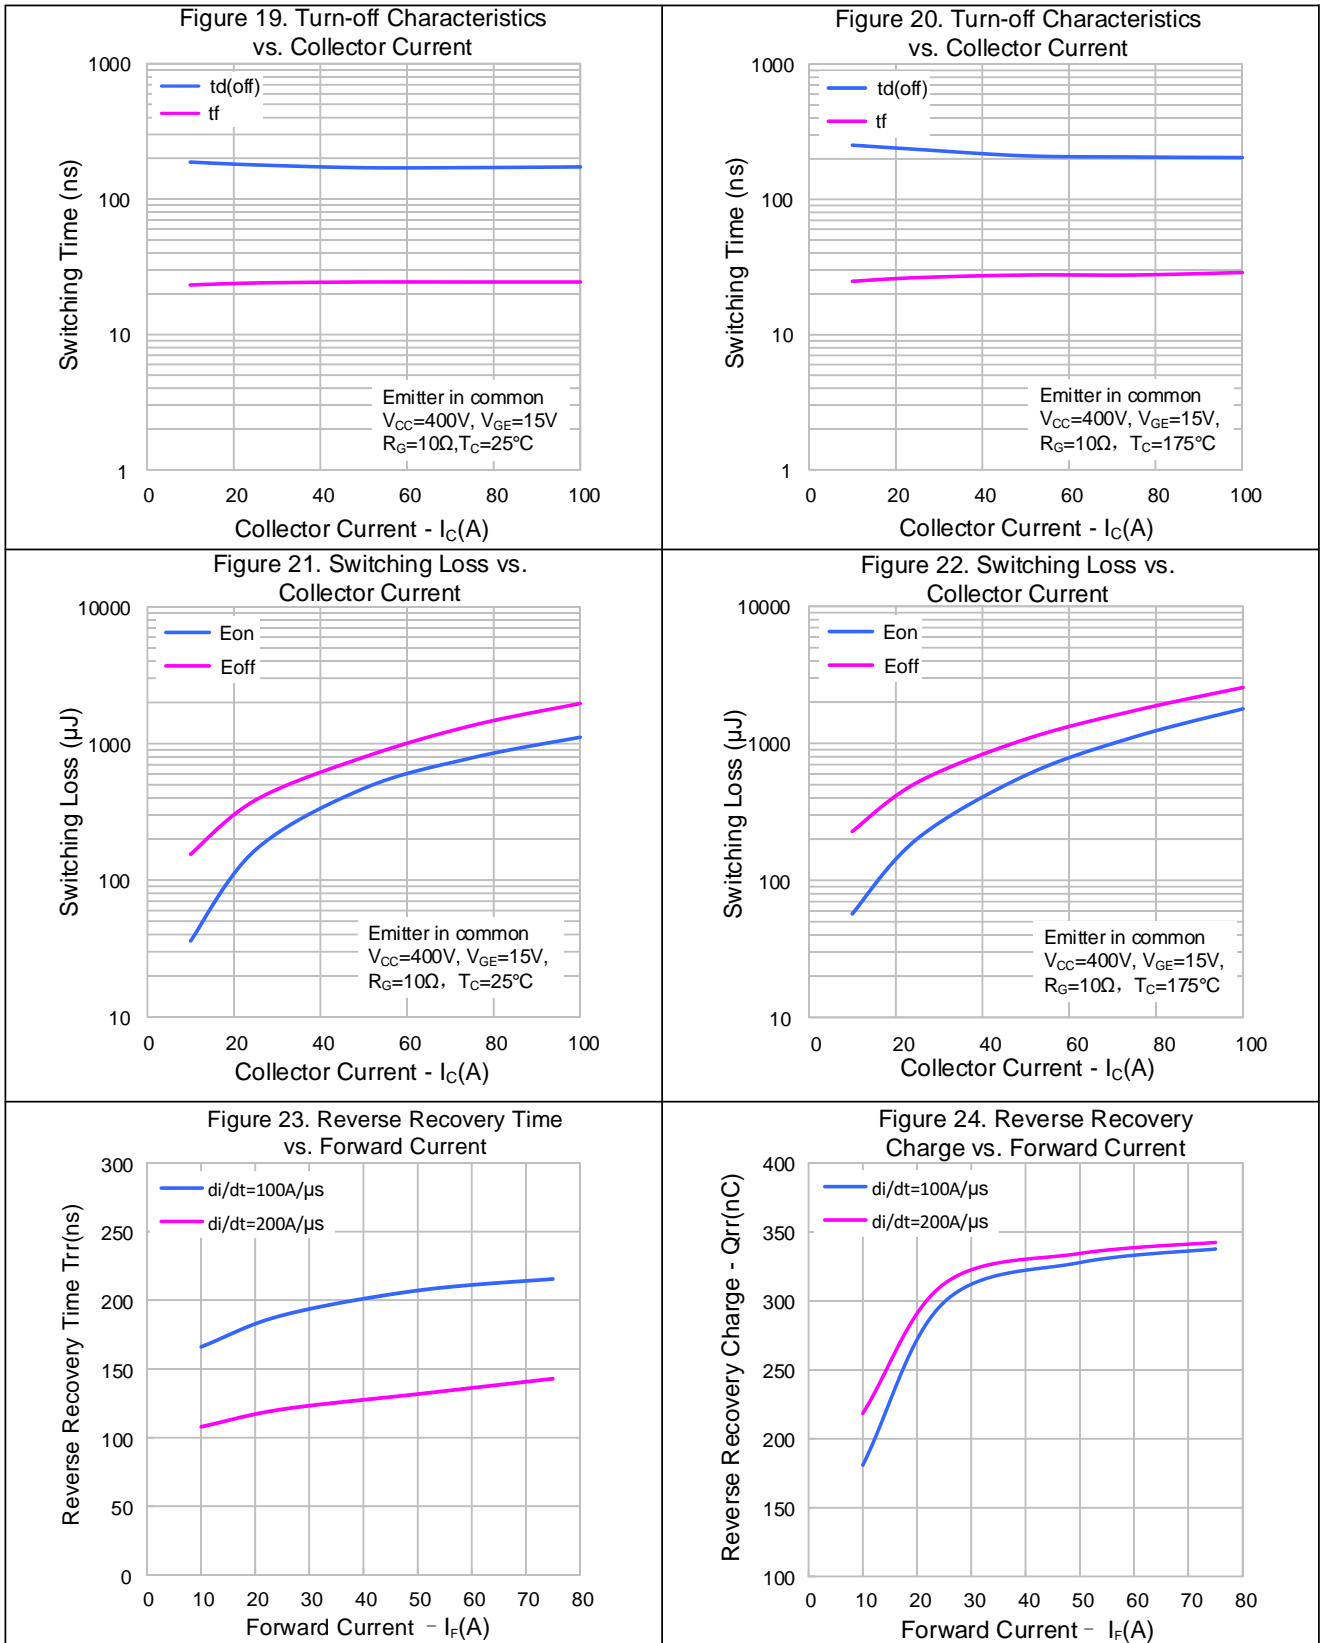 Figure 19. Turn-off Characteristics
vs. Collector Current
1000
100
10
1
td(off)
tf
Switching Time (ns)
Emitter in common
VCC=400V, VGE=15V
RG=10Ω,TC=25℃
0 20 40 60 80 100
Collector Current - IC(A)
Figure 20. Turn-off Characteristics
vs. Collector Current
1000
100
10
1
td(off)
tf
Switching Time (ns)
Emitter in common
VCC=400V, VGE=15V,
RG=10Ω， TC=175℃
0 20 40 60 80 100
Collector Current - IC(A)
Figure 21. Switching Loss vs.
Collector Current
10000
1000
100
10
Eon
Eoff
Switching Loss (µJ)
Emitter in common
VCC=400V, VGE=15V,
RG=10Ω， TC=25℃
0 20 40 60 80 100
Collector Current - IC(A)
Figure 22. Switching Loss vs.
Collector Current
10000
1000
100
10
Eon
Eoff
Switching Loss (µJ)
Emitter in common
VCC=400V, VGE=15V,
RG=10Ω， TC=175℃
0 20 40 60 80 100
Collector Current - IC(A)
Figure 23. Reverse Recovery Time
vs. Forward Current
300
250
200
150
100
50
0
di/dt=100A/µs
di/dt=200A/µs
Reverse Recovery Time Trr(ns)
0 10 20 30 40 50 60 70 80
Forward Current － IF(A)
Figure 24. Reverse Recovery
Charge vs. Forward Current
400
350
300
250
200
150
100
di/dt=100A/µs
di/dt=200A/µs
Reverse Recovery Charge - Qrr(nC)
0 10 20 30 40 50 60 70 80
Forward Current－ IF(A)